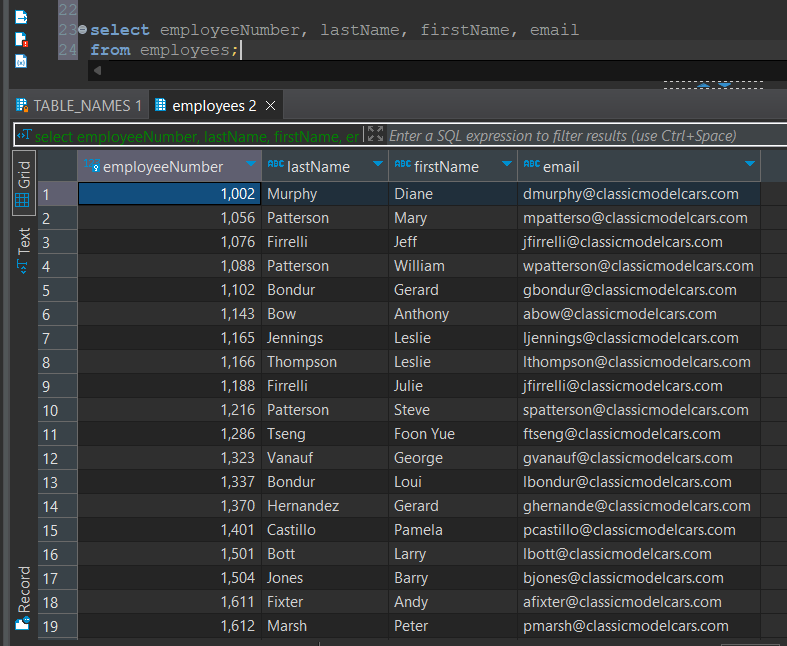 22
23 select employeeNumber, lastName, firstName, email
24 from employees;
TABLE_NAMES 1 employees 2
select employeeNumber, lastName, firstName, er Enter a SQL expression to filter results (use Ctrl+Space)
Grid
Text
Record
employeeNumber ABC lastName ABC firstName ABC email
1 1,002 Murphy Diane dmurphy@classicmodelcars.com
2 1,056 Patterson Mary mpatterso@classicmodelcars.com
3 1,076 Firrelli Jeff jfirrelli@classicmodelcars.com
4 1,088 Patterson William wpatterson@classicmodelcars.com
5 1,102 Bondur Gerard gbondur@classicmodelcars.com
6 1,143 Bow Anthony abow@classicmodelcars.com
7 1,165 Jennings Leslie ljennings@classicmodelcars.com
8 1,166 Thompson Leslie lthompson@classicmodelcars.com
9 1,188 Firrelli Julie jfirrelli@classicmodelcars.com
10 1,216 Patterson Steve spatterson@classicmodelcars.com
11 1,286 Tseng Foon Yue ftseng@classicmodelcars.com
12 1,323 Vanauf George gvanauf@classicmodelcars.com
13 1,337 Bondur Loui lbondur@classicmodelcars.com
14 1,370 Hernandez Gerard ghernande@classicmodelcars.com
15 1,401 Castillo Pamela pcastillo@classicmodelcars.com
16 1,501 Bott Larry lbott@classicmodelcars.com
17 1,504 Jones Barry bjones@classicmodelcars.com
18 1,611 Fixter Andy afixter@classicmodelcars.com
19 1,612 Marsh Peter pmarsh@classicmodelcars.com